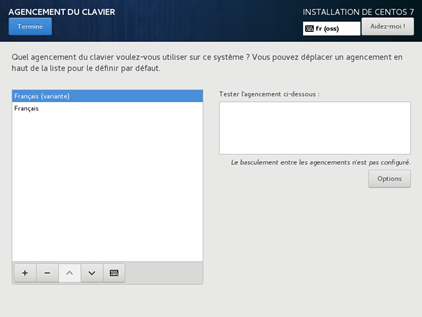 AGENCEMENT DU CLAVIER
INSTALLATION DE CENTOS 7
Termine
fr (oss)
Aidez-moi !
Quel agencement du clavier voulez-vous utiliser sur ce système ? Vous pouvez déplacer un agencement en
haut de la liste pour le définir par défaut.
Français (variante)
Français
Tester l'agencement ci-dessous :
Le basculement entre les agencements n'est pas configuré.
Options